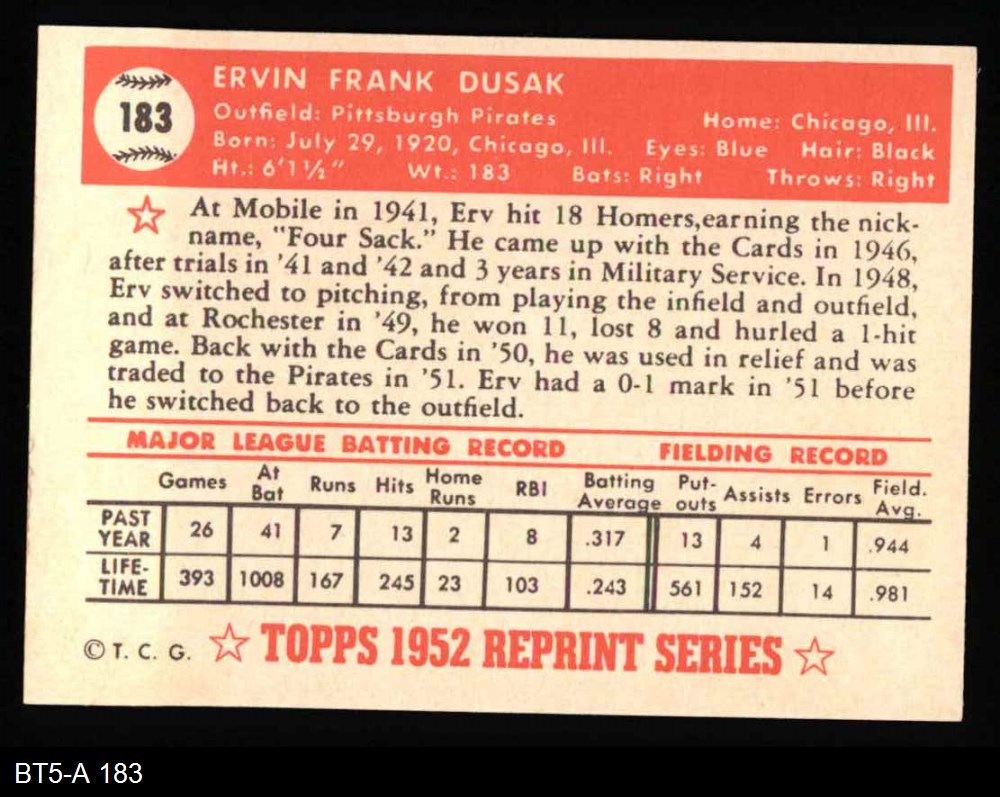 183
ERVIN FRANK DUSAK
Outfield: Pittsburgh Pirates Home: Chicago, Ill.
Born: July 29, 1920, Chicago, Ill. Eyes: Blue Hair: Black
Ht.: 6'1½" Wt.: 183 Bats: Right Throws: Right
At Mobile in 1941, Erv hit 18 Homers,earning the nick-
name, "Four Sack." He came up with the Cards in 1946,
after trials in '41 and '42 and 3 years in Military Service. In 1948,
Erv switched to pitching, from playing the infield and outfield,
and at Rochester in '49, he won 11, lost 8 and hurled a 1-hit
game. Back with the Cards in '50, he was used in relief and was
traded to the Pirates in '51. Erv had a 0-1 mark in '51 before
he switched back to the outfield.
MAJOR LEAGUE BATTING RECORD FIELDING RECORD
Games At Bat Runs Hits Home Runs RBI Batting Average Put-outs Assists Errors Field. Avg.
PAST YEAR 26 41 7 13 2 8 .317 13 4 1 .944
LIFE-TIME 393 1008 167 245 23 103 .243 561 152 14 .981
© T. C. G. ☆ TOPPS 1952 REPRINT SERIES ☆
BT5-A 183